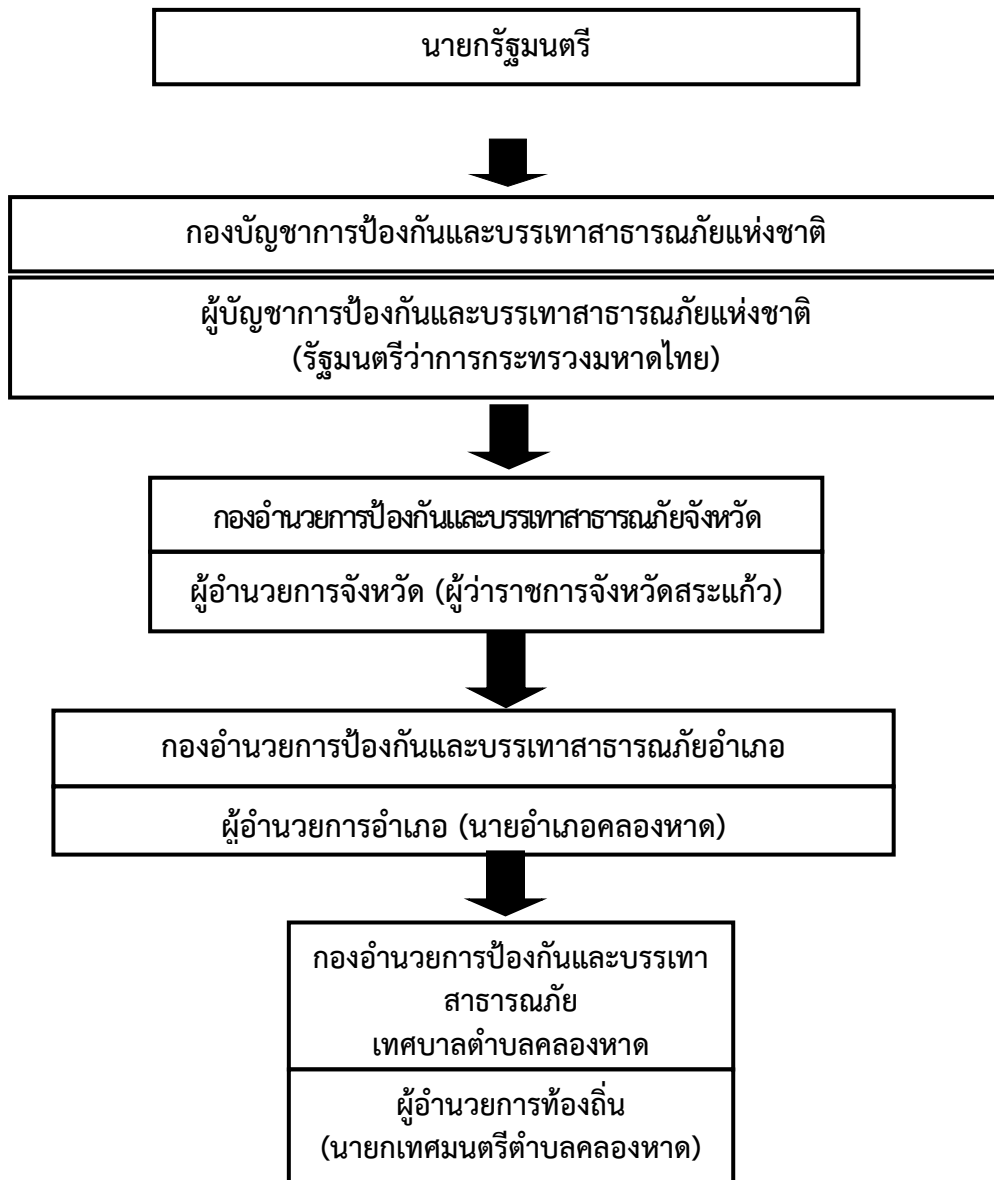 นายกรัฐมนตรี
กองบัญชาการป้องกันและบรรเทาสาธารณภัยแห่งชาติ
ผู้บัญชาการป้องกันและบรรเทาสาธารณภัยแห่งชาติ
(รัฐมนตรีว่าการกระทรวงมหาดไทย)
กองอำนวยการป้องกันและบรรเทาสาธารณภัยจังหวัด
ผู้อำนวยการจังหวัด (ผู้ว่าราชการจังหวัดสระแก้ว)
กองอำนวยการป้องกันและบรรเทาสาธารณภัยอำเภอ
ผู้อำนวยการอำเภอ (นายอำเภอคลองหาด)
กองอำนวยการป้องกันและบรรเทา
สาธารณภัย
เทศบาลตำบลคลองหาด
ผู้อำนวยการท้องถิ่น
(นายกเทศมนตรีตำบลคลองหาด)